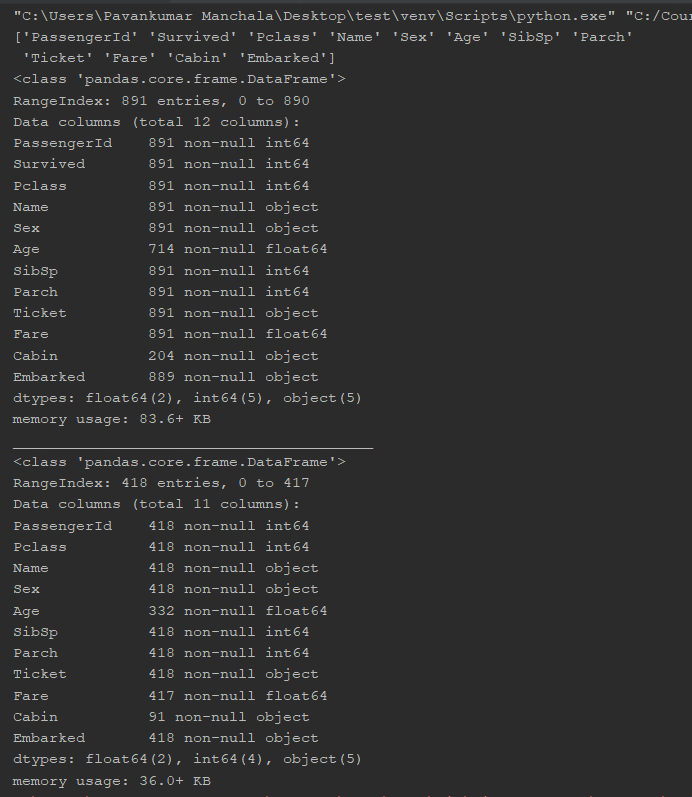 "C:\Users\Pavankumar Manchala\Desktop\test\venv\Scripts\python.exe" "C:/Cour
['PassengerId' 'Survived' 'Pclass' 'Name' 'Sex' 'Age' 'SibSp' 'Parch'
 'Ticket' 'Fare' 'Cabin' 'Embarked']
<class 'pandas.core.frame.DataFrame'>
RangeIndex: 891 entries, 0 to 890
Data columns (total 12 columns):
PassengerId    891 non-null int64
Survived       891 non-null int64
Pclass         891 non-null int64
Name           891 non-null object
Sex            891 non-null object
Age            714 non-null float64
SibSp          891 non-null int64
Parch          891 non-null int64
Ticket         891 non-null object
Fare           891 non-null float64
Cabin          204 non-null object
Embarked       889 non-null object
dtypes: float64(2), int64(5), object(5)
memory usage: 83.6+ KB
________________________________________
<class 'pandas.core.frame.DataFrame'>
RangeIndex: 418 entries, 0 to 417
Data columns (total 11 columns):
PassengerId    418 non-null int64
Pclass         418 non-null int64
Name           418 non-null object
Sex            418 non-null object
Age            332 non-null float64
SibSp          418 non-null int64
Parch          418 non-null int64
Ticket         418 non-null object
Fare           417 non-null float64
Cabin          91 non-null object
Embarked       418 non-null object
dtypes: float64(2), int64(4), object(5)
memory usage: 36.0+ KB